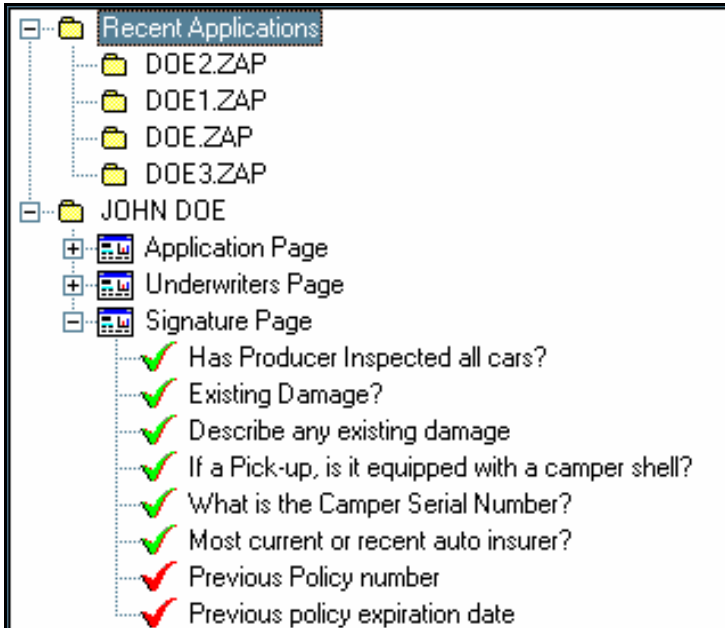 Recent Applications
DOE2.ZAP
DOE1.ZAP
DOE.ZAP
DOE3.ZAP
JOHN DOE
Application Page
Underwriters Page
Signature Page
Has Producer Inspected all cars?
Existing Damage?
Describe any existing damage
If a Pick-up, is it equipped with a camper shell?
What is the Camper Serial Number?
Most current or recent auto insurer?
Previous Policy number
Previous policy expiration date